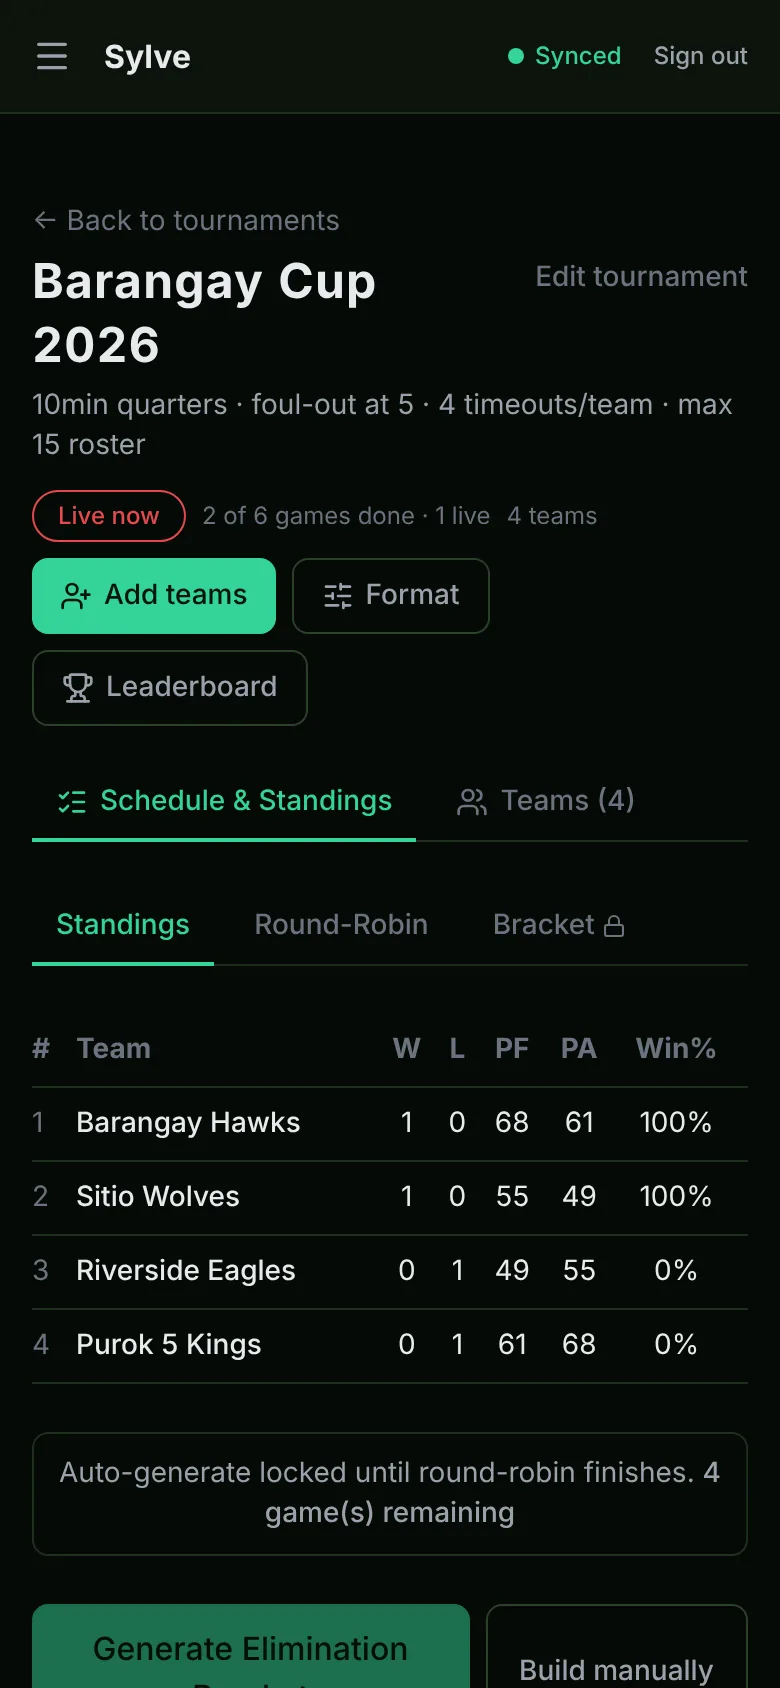 Sylve
Synced
Sign out
← Back to tournaments
Barangay Cup
2026
Edit tournament
10min quarters · foul-out at 5 · 4 timeouts/team · max
15 roster
Live now
2 of 6 games done · 1 live
4 teams
Add teams
Format
Leaderboard
Schedule & Standings
Teams (4)
Standings
Round-Robin
Bracket
# Team W L PF PA Win%
1 Barangay Hawks 1 0 68 61 100%
2 Sitio Wolves 1 0 55 49 100%
3 Riverside Eagles 0 1 49 55 0%
4 Purok 5 Kings 0 1 61 68 0%
Auto-generate locked until round-robin finishes. 4
game(s) remaining
Generate Elimination
Build manually